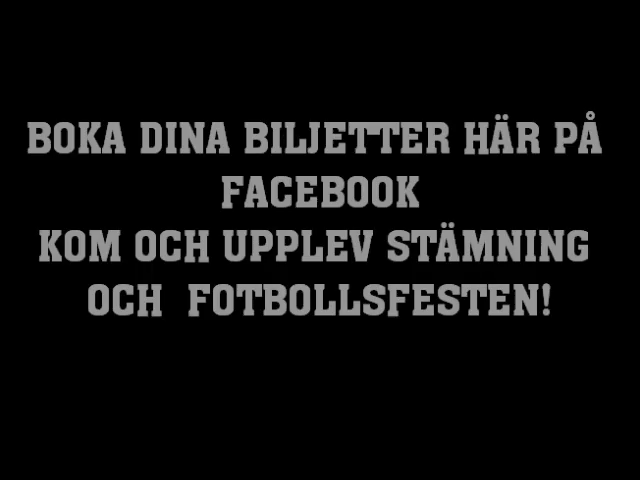 BOKA DINA BILJETTER HÄR PÅ
FACEBOOK
KOM OCH UPPLEV STÄMNING
OCH FOTBOLLSFESTEN!